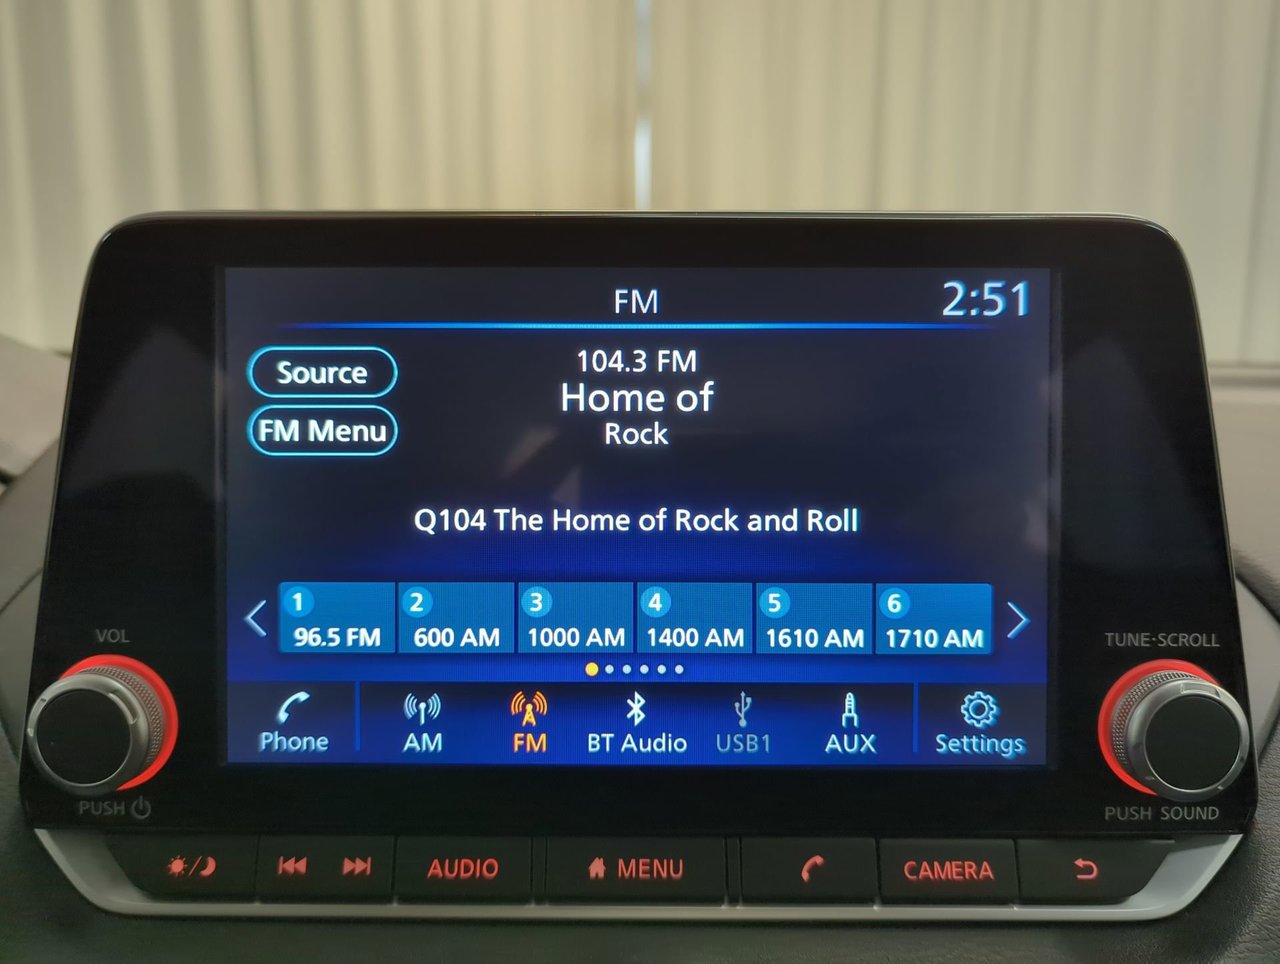 FM
2:51
Source
104.3 FM
Home of
FM Menu
Rock
Q104 The Home of Rock and Roll
1 2 3 4 5 6
96.5 FM 600 AM 1000 AM 1400 AM 1610 AM 1710 AM
VOL
TUNE·SCROLL
Phone AM FM BT Audio USB1 AUX Settings
PUSH
PUSH SOUND
AUDIO MENU CAMERA